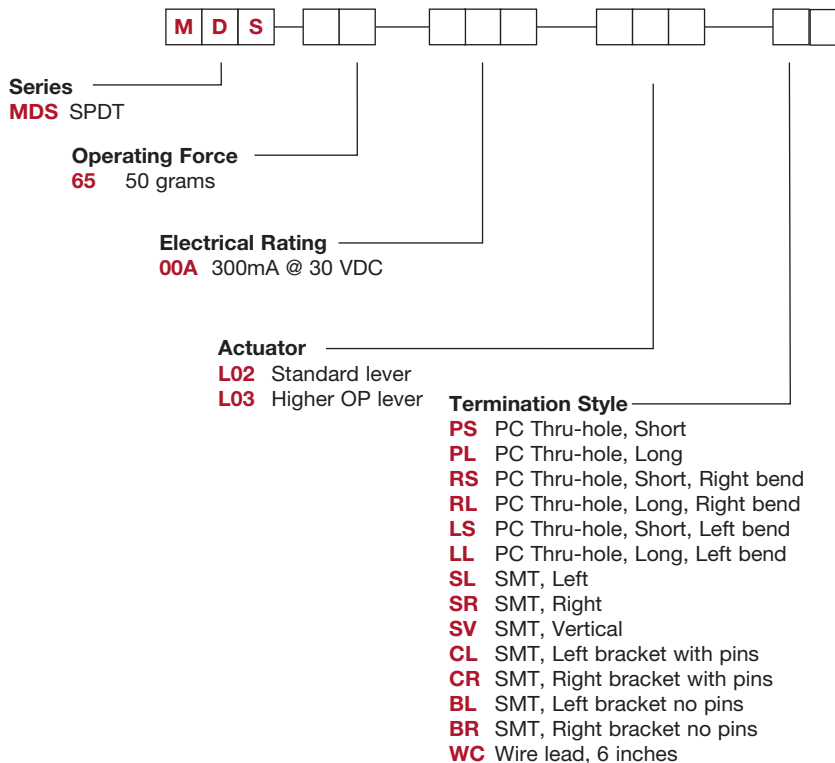 M D S
Series
MDS SPDT
Operating Force
65 50 grams
Electrical Rating
00A 300mA @ 30 VDC
Actuator
L02 Standard lever
L03 Higher OP lever
Termination Style
PS PC Thru-hole, Short
PL PC Thru-hole, Long
RS PC Thru-hole, Short, Right bend
RL PC Thru-hole, Long, Right bend
LS PC Thru-hole, Short, Left bend
LL PC Thru-hole, Long, Left bend
SL SMT, Left
SR SMT, Right
SV SMT, Vertical
CL SMT, Left bracket with pins
CR SMT, Right bracket with pins
BL SMT, Left bracket no pins
BR SMT, Right bracket no pins
WC Wire lead, 6 inches